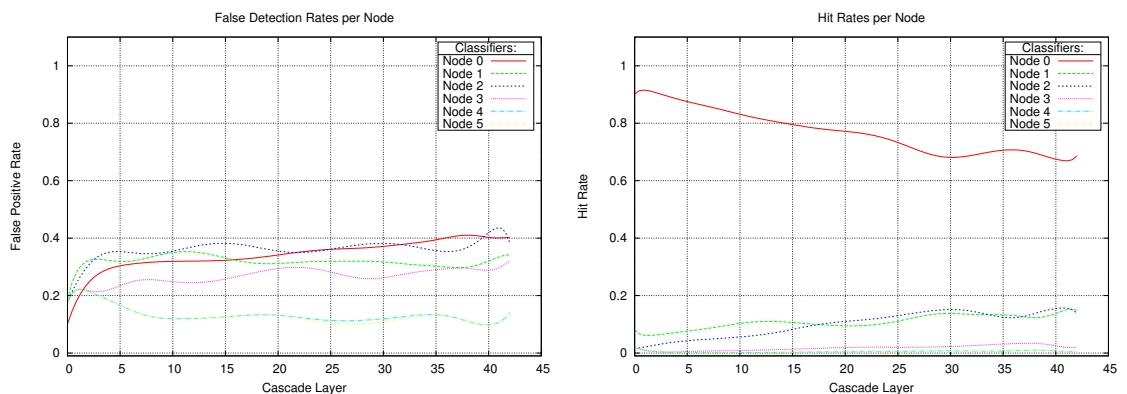 False Detection Rates per Node
Classifiers:
Node 0
Node 1
Node 2
Node 3
Node 4
Node 5
1
0.8
0.6
0.4
0.2
0
False Positive Rate
0 5 10 15 20 25 30 35 40 45
Cascade Layer
Hit Rates per Node
Classifiers:
Node 0
Node 1
Node 2
Node 3
Node 4
Node 5
1
0.8
0.6
0.4
0.2
0
Hit Rate
0 5 10 15 20 25 30 35 40 45
Cascade Layer